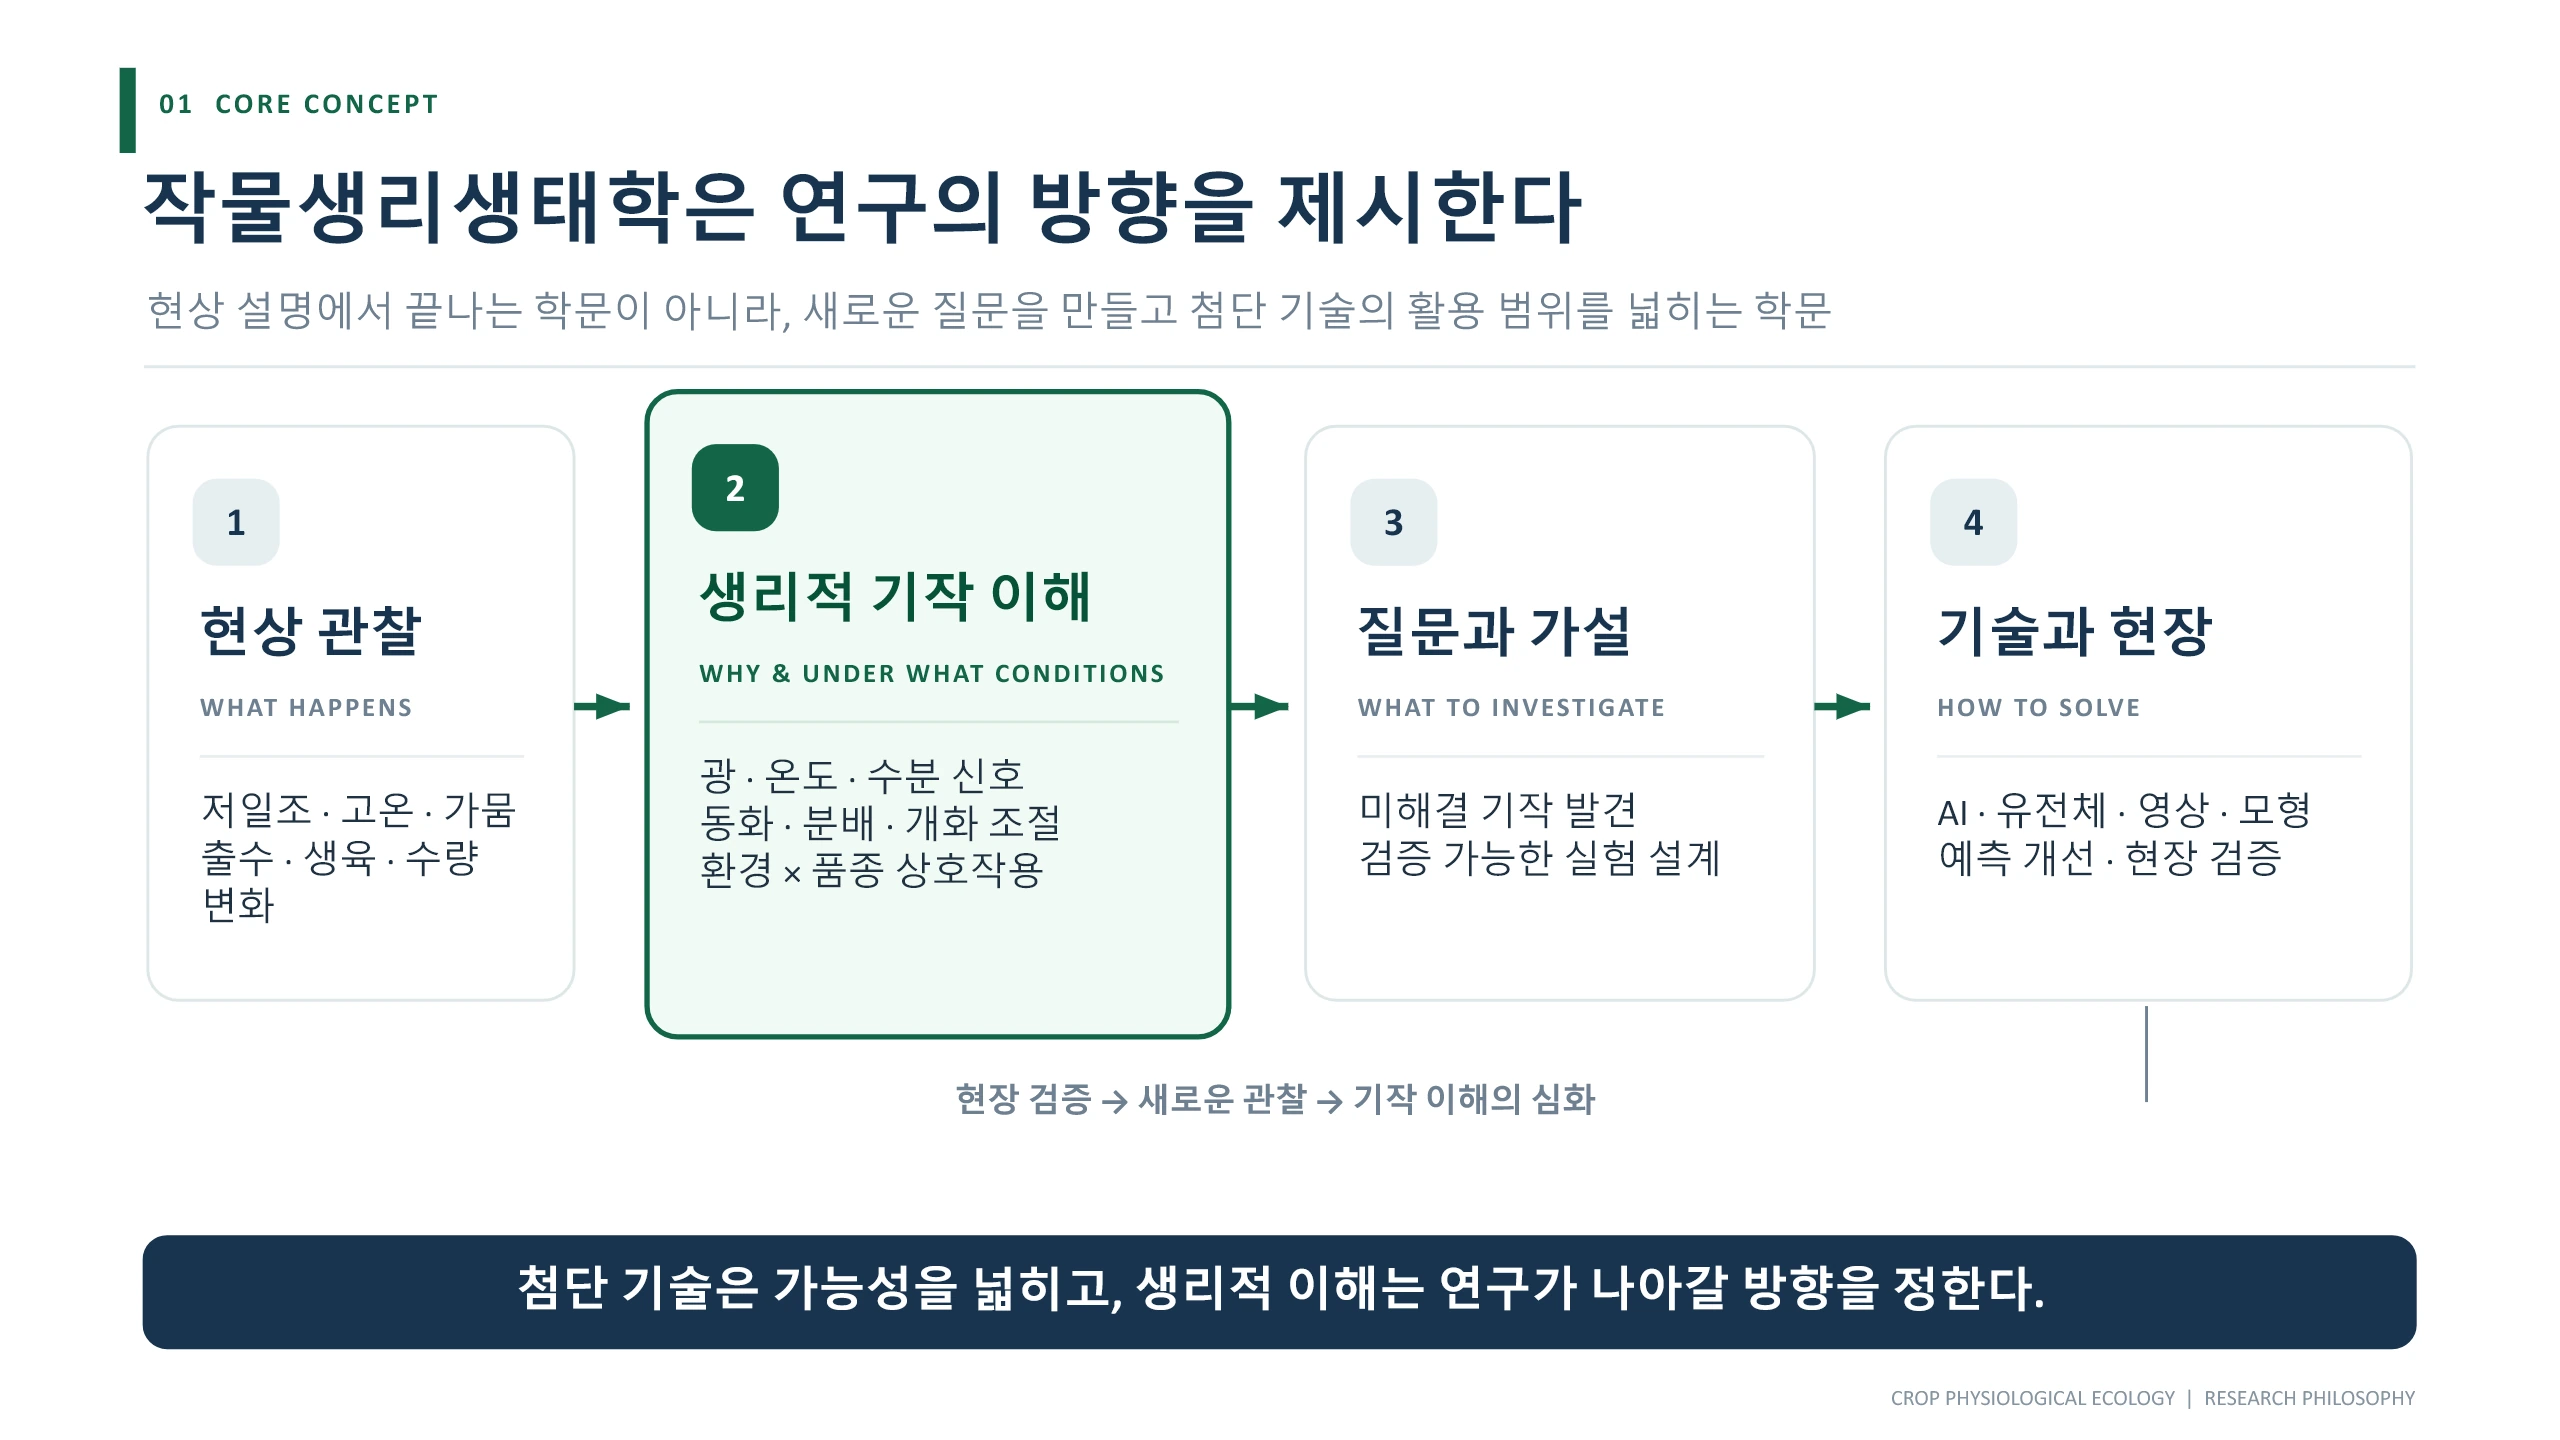 01 CORE CONCEPT
작물생리생태학은 연구의 방향을 제시한다
현상 설명에서 끝나는 학문이 아니라, 새로운 질문을 만들고 첨단 기술의 활용 범위를 넓히는 학문
1
현상 관찰
WHAT HAPPENS
저일조 · 고온 · 가뭄
출수 · 생육 · 수량
변화
2
생리적 기작 이해
WHY & UNDER WHAT CONDITIONS
광 · 온도 · 수분 신호
동화 · 분배 · 개화 조절
환경 × 품종 상호작용
3
질문과 가설
WHAT TO INVESTIGATE
미해결 기작 발견
검증 가능한 실험 설계
4
기술과 현장
HOW TO SOLVE
AI · 유전체 · 영상 · 모형
예측 개선 · 현장 검증
현장 검증 → 새로운 관찰 → 기작 이해의 심화
첨단 기술은 가능성을 넓히고, 생리적 이해는 연구가 나아갈 방향을 정한다.
CROP PHYSIOLOGICAL ECOLOGY | RESEARCH PHILOSOPHY